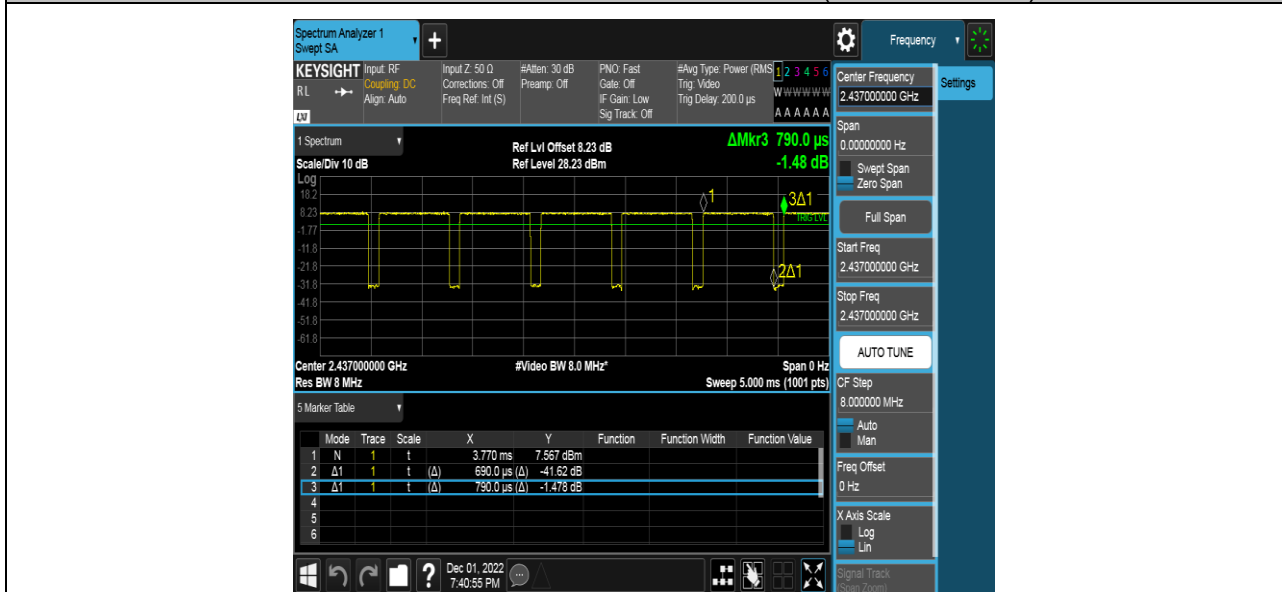 Spectrum Analyzer 1
Swept SA
+
Frequency
KEYSIGHT
RL
LXI
Input: RF
Coupling: DC
Align: Auto
Input Z: 50 Ω
Corrections: Off
Freq Ref: Int (S)
#Atten: 30 dB
Preamp: Off
PNO: Fast
Gate: Off
IF Gain: Low
Sig Track: Off
#Avg Type: Power (RMS
Trig: Video
Trig Delay: 200.0 µs
1 2 3 4 5 6
W W W W W W
A A A A A A
1 Spectrum
Scale/Div 10 dB
Log
Ref Lvl Offset 8.23 dB
Ref Level 28.23 dBm
ΔMkr3 790.0 µs
-1.48 dB
18.2
8.23
-1.77
-11.8
-21.8
-31.8
-41.8
-51.8
-61.8
1
3Δ1
TRIG LVL
2Δ1
Center 2.437000000 GHz
Res BW 8 MHz
#Video BW 8.0 MHz*
Span 0 Hz
Sweep 5.000 ms (1001 pts)
5 Marker Table
Mode Trace Scale X Y Function Function Width Function Value
1 N 1 t 3.770 ms 7.567 dBm
2 Δ1 1 t (Δ) 690.0 µs (Δ) -41.62 dB
3 Δ1 1 t (Δ) 790.0 µs (Δ) -1.478 dB
4
5
6
?
Dec 01, 2022
7:40:55 PM
Center Frequency
2.437000000 GHz
Settings
Span
0.00000000 Hz
Swept Span
Zero Span
Full Span
Start Freq
2.437000000 GHz
Stop Freq
2.437000000 GHz
AUTO TUNE
CF Step
8.000000 MHz
Auto
Man
Freq Offset
0 Hz
X Axis Scale
Log
Lin
Signal Track
(Span Zoom)